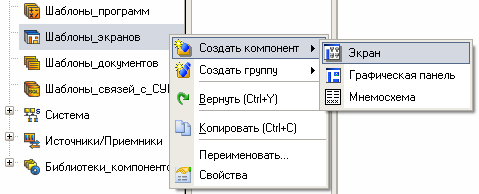 Шаблоны_программ
Шаблоны_экранов
Шаблоны_документов
Шаблоны_связей_с_СУ
Система
Источники/Приемники
Библиотеки_компоненто
Создать компонент
Создать группу
Вернуть (Ctrl+Y)
Копировать (Ctrl+C)
Переименовать...
Свойства
Экран
Графическая панель
Мнемосхема